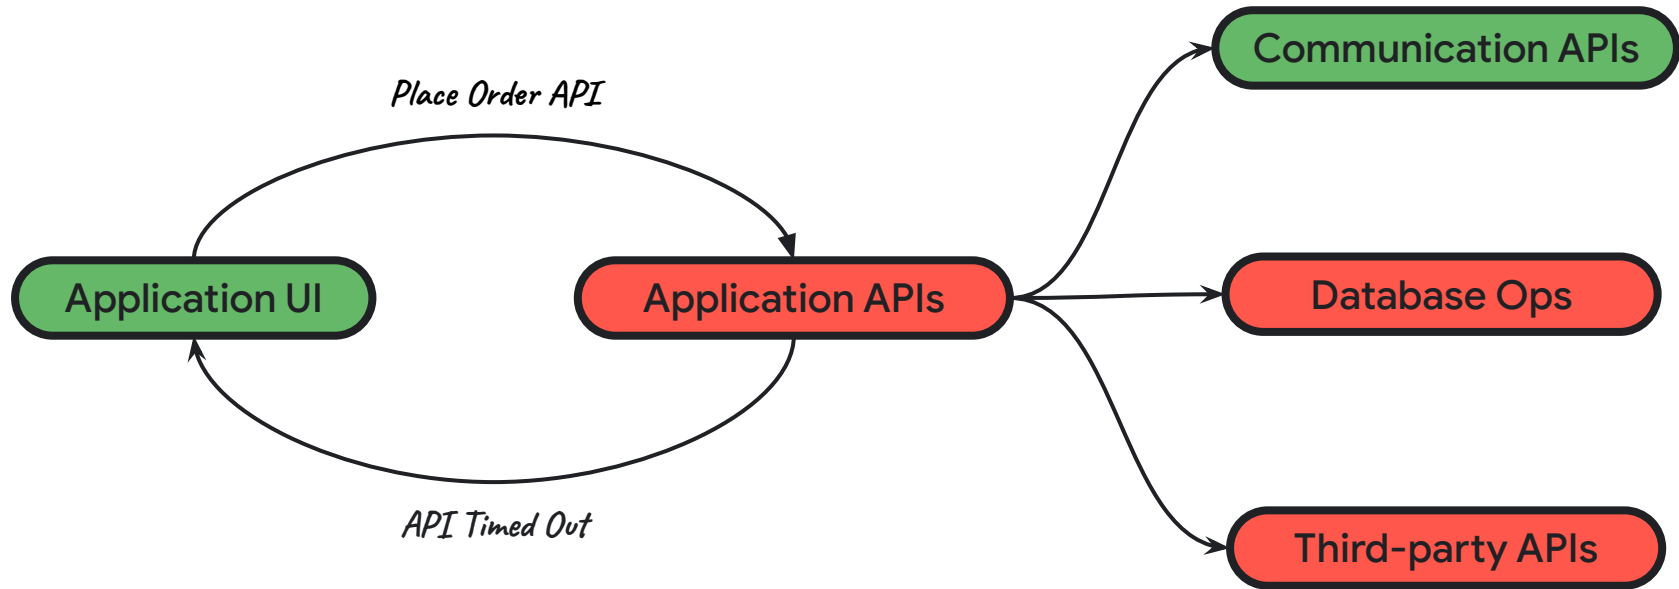 Communication APIs
Place Order API
Application UI
Application APIs
Database Ops
API Timed Out
Third-party APIs